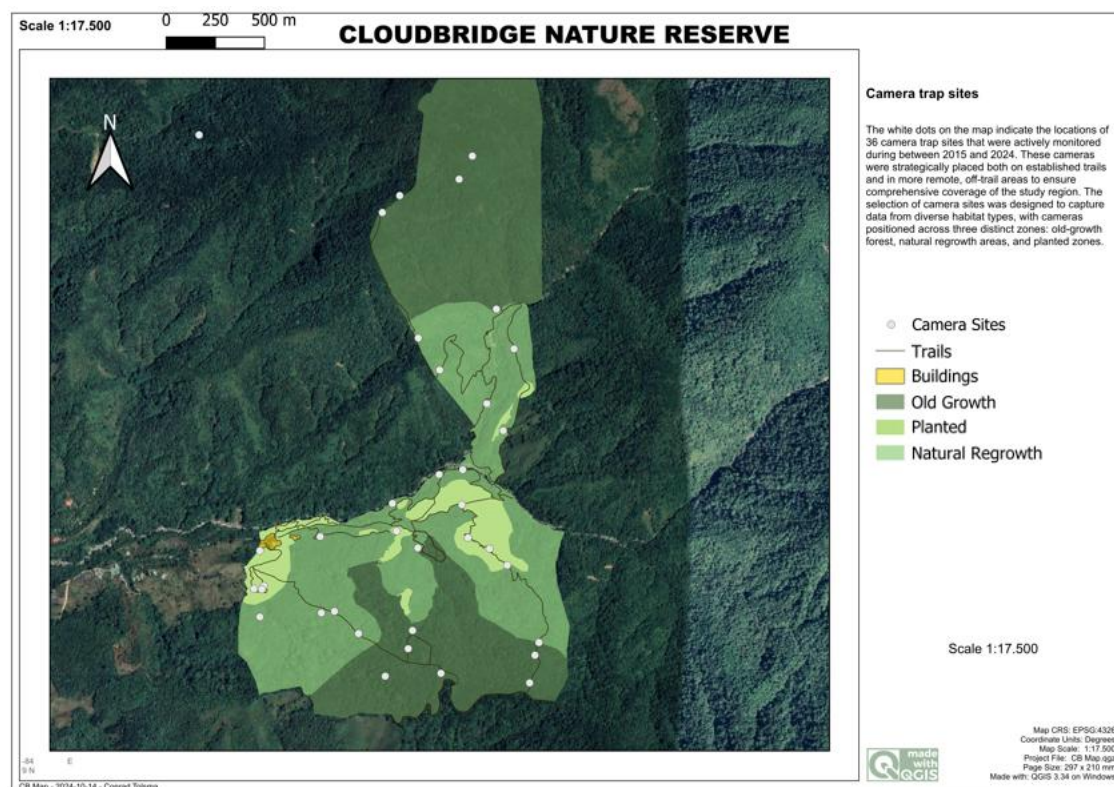 Scale 1:17.500
0 250 500 m
CLOUDBRIDGE NATURE RESERVE
N
Camera trap sites
The white dots on the map indicate the locations of
36 camera trap sites that were actively monitored
during between 2015 and 2024. These cameras
were strategically placed both on established trails
and in more remote, off-trail areas to ensure
comprehensive coverage of the study region. The
selection of camera sites was designed to capture
data from diverse habitat types, with cameras
positioned across three distinct zones: old-growth
forest, natural regrowth areas, and planted zones.
Camera Sites
Trails
Buildings
Old Growth
Planted
Natural Regrowth
Scale 1:17.500
Map CRS: EPSG:4326
Coordinate Units: Degrees
Map Scale: 1:17.500
Project File: CB Map.qgz
Page Size: 297 x 210 mm
Made with: QGIS 3.34 on Windows
made
with
QGIS
-84 E
9 N
CB Map - 2024-10-14 - Conrad